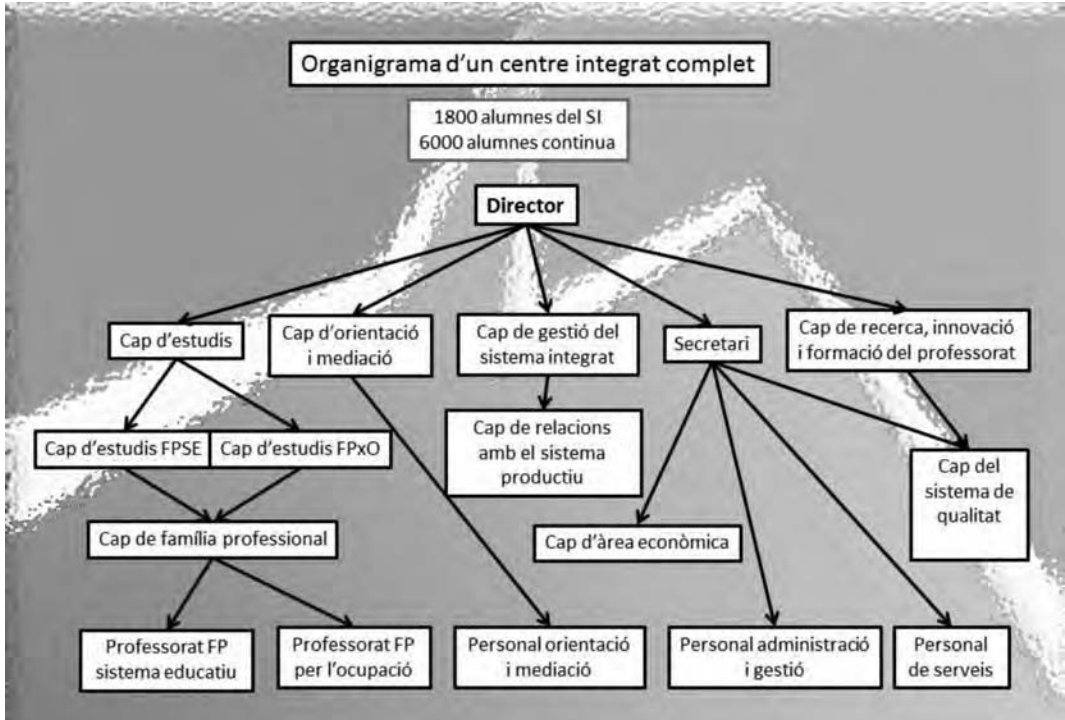 Organigrama d'un centre integrat complet
1800 alumnes del SI
6000 alumnes continua
Director
Cap d'estudis
Cap d'orientació
i mediació
Cap de gestió del
sistema integrat
Secretari
Cap de recerca, innovació
i formació del professorat
Cap d'estudis FPSE
Cap d'estudis FPxO
Cap de relacions
amb el sistema
productiu
Cap del
sistema de
qualitat
Cap de família professional
Cap d'àrea econòmica
Professorat FP
sistema educatiu
Professorat FP
per l'ocupació
Personal orientació
i mediació
Personal administració
i gestió
Personal
de serveis